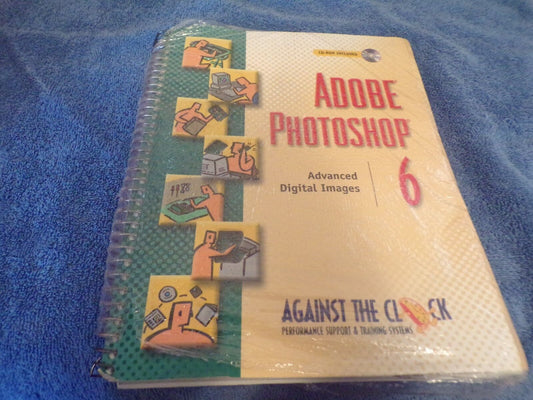 CD-ROM INCLUDED
ADOBE®
PHOTOSHOP®
Advanced
Digital Images
6
AGAINST THE CLOCK
PERFORMANCE SUPPORT & TRAINING SYSTEMS